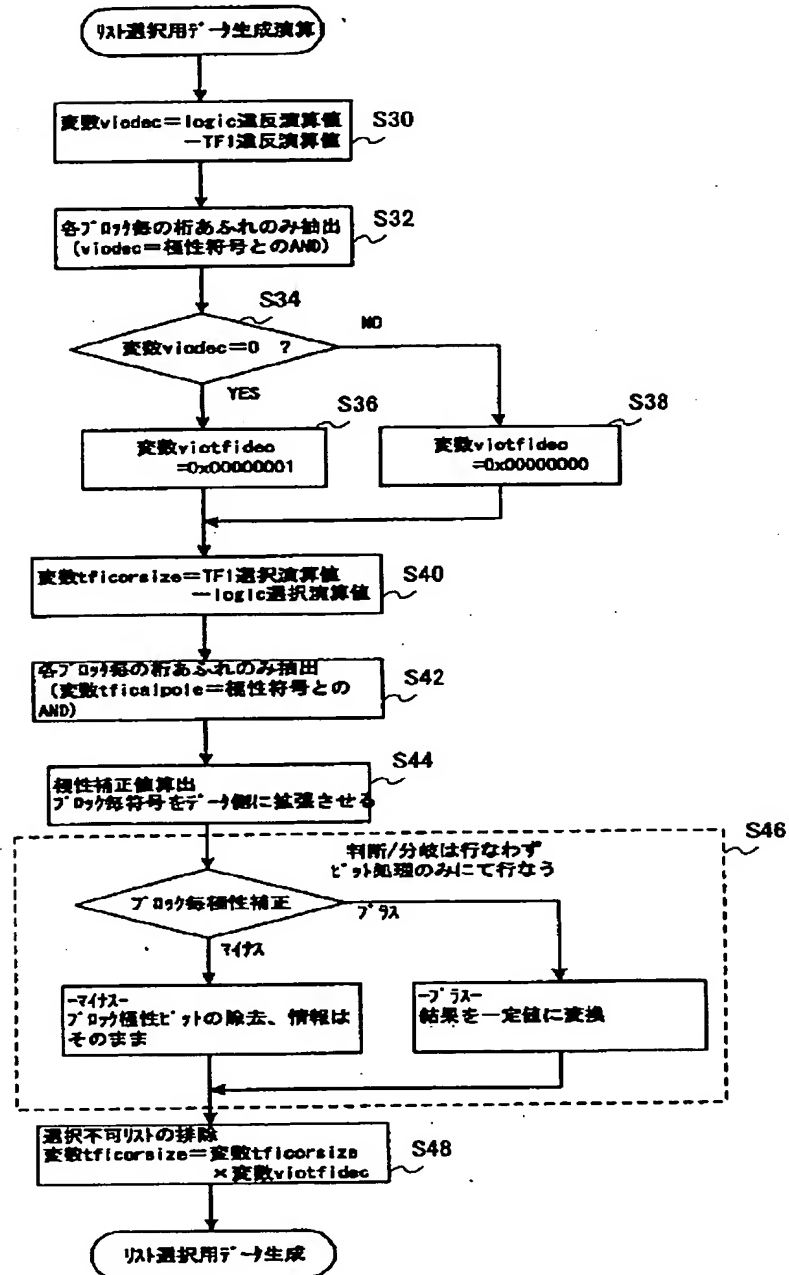 ﾘｽﾄ選択用ﾃﾞｰﾀ生成演算
変数viodec＝logic違反演算値
－TFI違反演算値
S30
各ﾌﾞﾛｯｸ毎の桁あふれのみ抽出
(viodec＝極性符号とのAND)
S32
S34
変数viodec＝0 ?
NO
YES
S36
変数viotfidec
=0x00000001
S38
変数viotfidec
=0x00000000
変数tficorsize＝TFI選択演算値
－logic選択演算値
S40
各ﾌﾞﾛｯｸ毎の桁あふれのみ抽出
(変数tficalpole＝極性符号との
AND)
S42
S44
極性補正値算出
ﾌﾞﾛｯｸ毎符号をﾃﾞｰﾀ側に拡張させる
S46
判断/分岐は行なわず
ﾋﾞｯﾄ処理のみにて行なう
ﾌﾞﾛｯｸ毎極性補正
ﾌﾟﾗｽ
ﾏｲﾅｽ
-ﾏｲﾅｽ-
ﾌﾞﾛｯｸ極性ﾋﾞｯﾄの除去、情報は
そのまま
-ﾌﾟﾗｽ-
結果を一定値に変換
選択不可ﾘｽﾄの排除
変数tficorsize＝変数tficorsize
×変数viotfidec
S48
ﾘｽﾄ選択用ﾃﾞｰﾀ生成